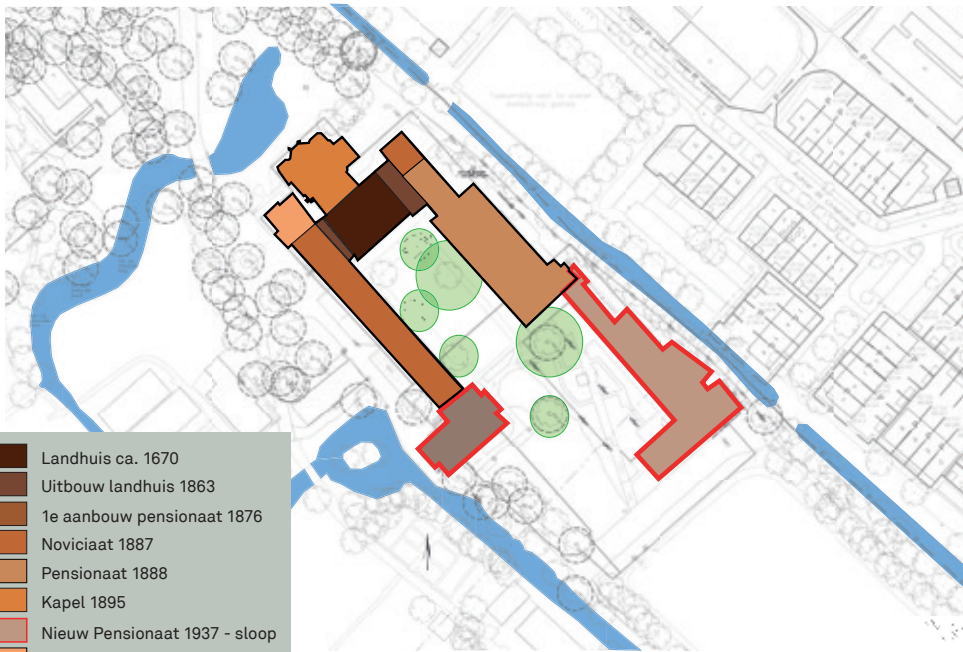 Landhuis ca. 1670
Uitbouw landhuis 1863
1e aanbouw pensionaat 1876
Noviciaat 1887
Pensionaat 1888
Kapel 1895
Nieuw Pensionaat 1937 - sloop